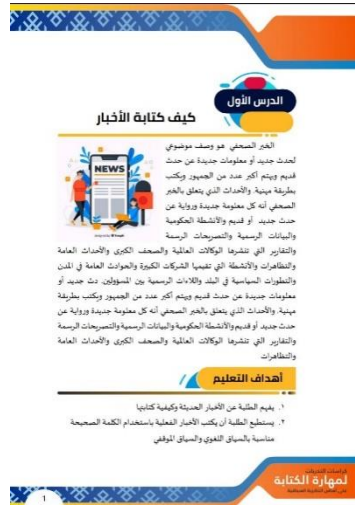 الدرس الأول
كيف كتابة الأخبار
الخبر الصحفي هو وصف موضوعي
لحدث جديد أو معلومات جديدة عن حدث
قديم ويهتم أكبر عدد من الجمهور ويكتب
بطريقة مهنية. والأحداث الذي يتعلق بالخبر
الصحفي أنه كل معلومة جديدة ورواية عن
حدث جديد أو قديم والأنشطة الحكومية
والبيانات الرسمية والتصريحات الرسمة
NEWS
والتقارير التي تنشرها الوكالات العالمية والصحف الكبرى والأحداث العامة
والتظاهرات والأنشطة التي تقيمها الشركات الكبيرة والحوادث العامة في المدن
والتطورات السياسية في البلد واللاءات الرسمية بين المسؤولين. دث جديد أو
معلومات جديدة عن حدث قديم ويهتم أكبر عدد من الجمهور ويكتب بطريقة
مهنية. والأحداث الذي يتعلق بالخبر الصحفي أنه كل معلومة جديدة ورواية عن
حدث جديد أو قديم والأنشطة الحكومية والبيانات الرسمية والتصريحات الرسمة
والتقارير التي تنشرها الوكالات العالمية والصحف الكبرى والأحداث العامة
والتظاهرات
أهداف التعليم
١. يفهم الطلبة عن الأخبار الحديثة وكيفية كتابتها
٢. يستطيع الطلبة أن يكتب الأخبار الفعلية باستخدام الكلمة الصحيحة
مناسبة بالسياق اللغوي والسياق الموقفي
كراسات التدريبات
لمهارة الكتابة
1